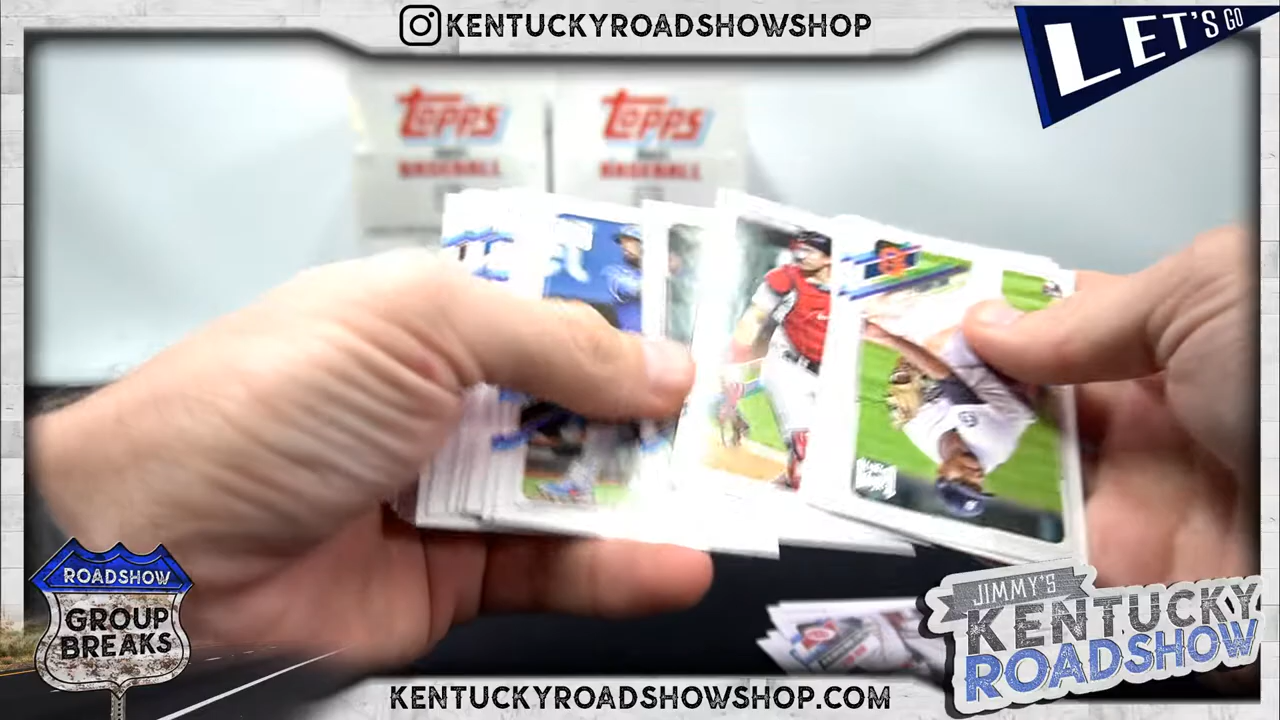 KENTUCKYROADSHOWSHOP
LET'S GO
TOPPS
TOPPS
BASEBALL
BASEBALL
ROADSHOW
GROUP
BREAKS
JIMMY'S
KENTUCKY
ROADSHOW
KENTUCKYROADSHOWSHOP.COM